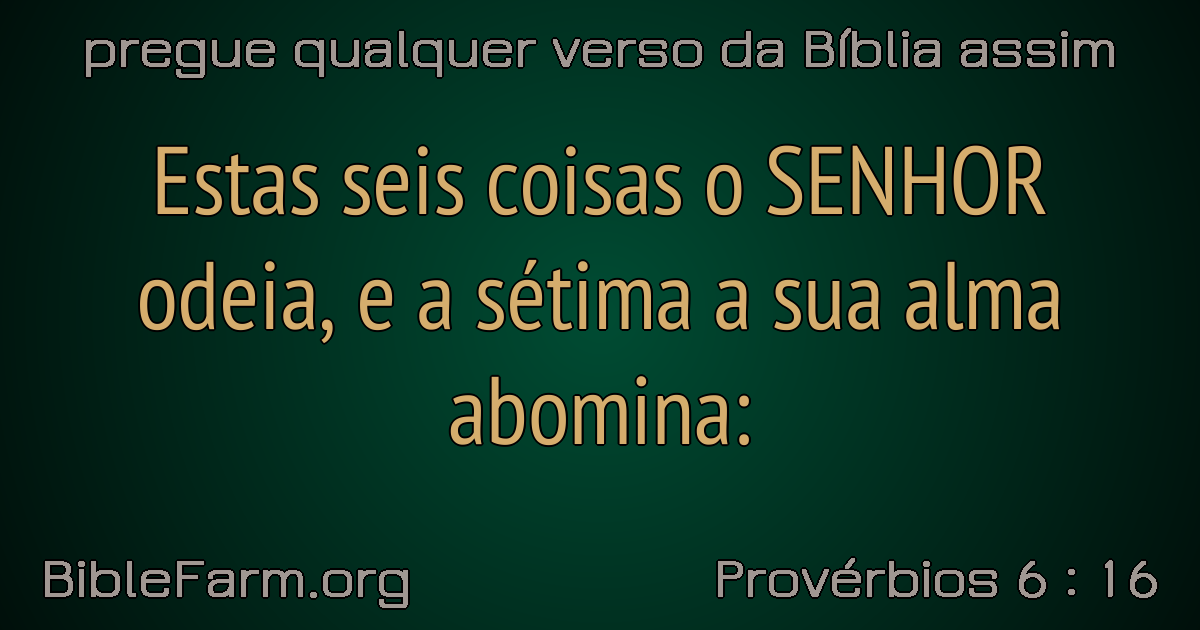 pregue qualquer verso da Bíblia assim
Estas seis coisas o SENHOR
odeia, e a sétima a sua alma
abomina:
BibleFarm.org
Provérbios 6 : 16